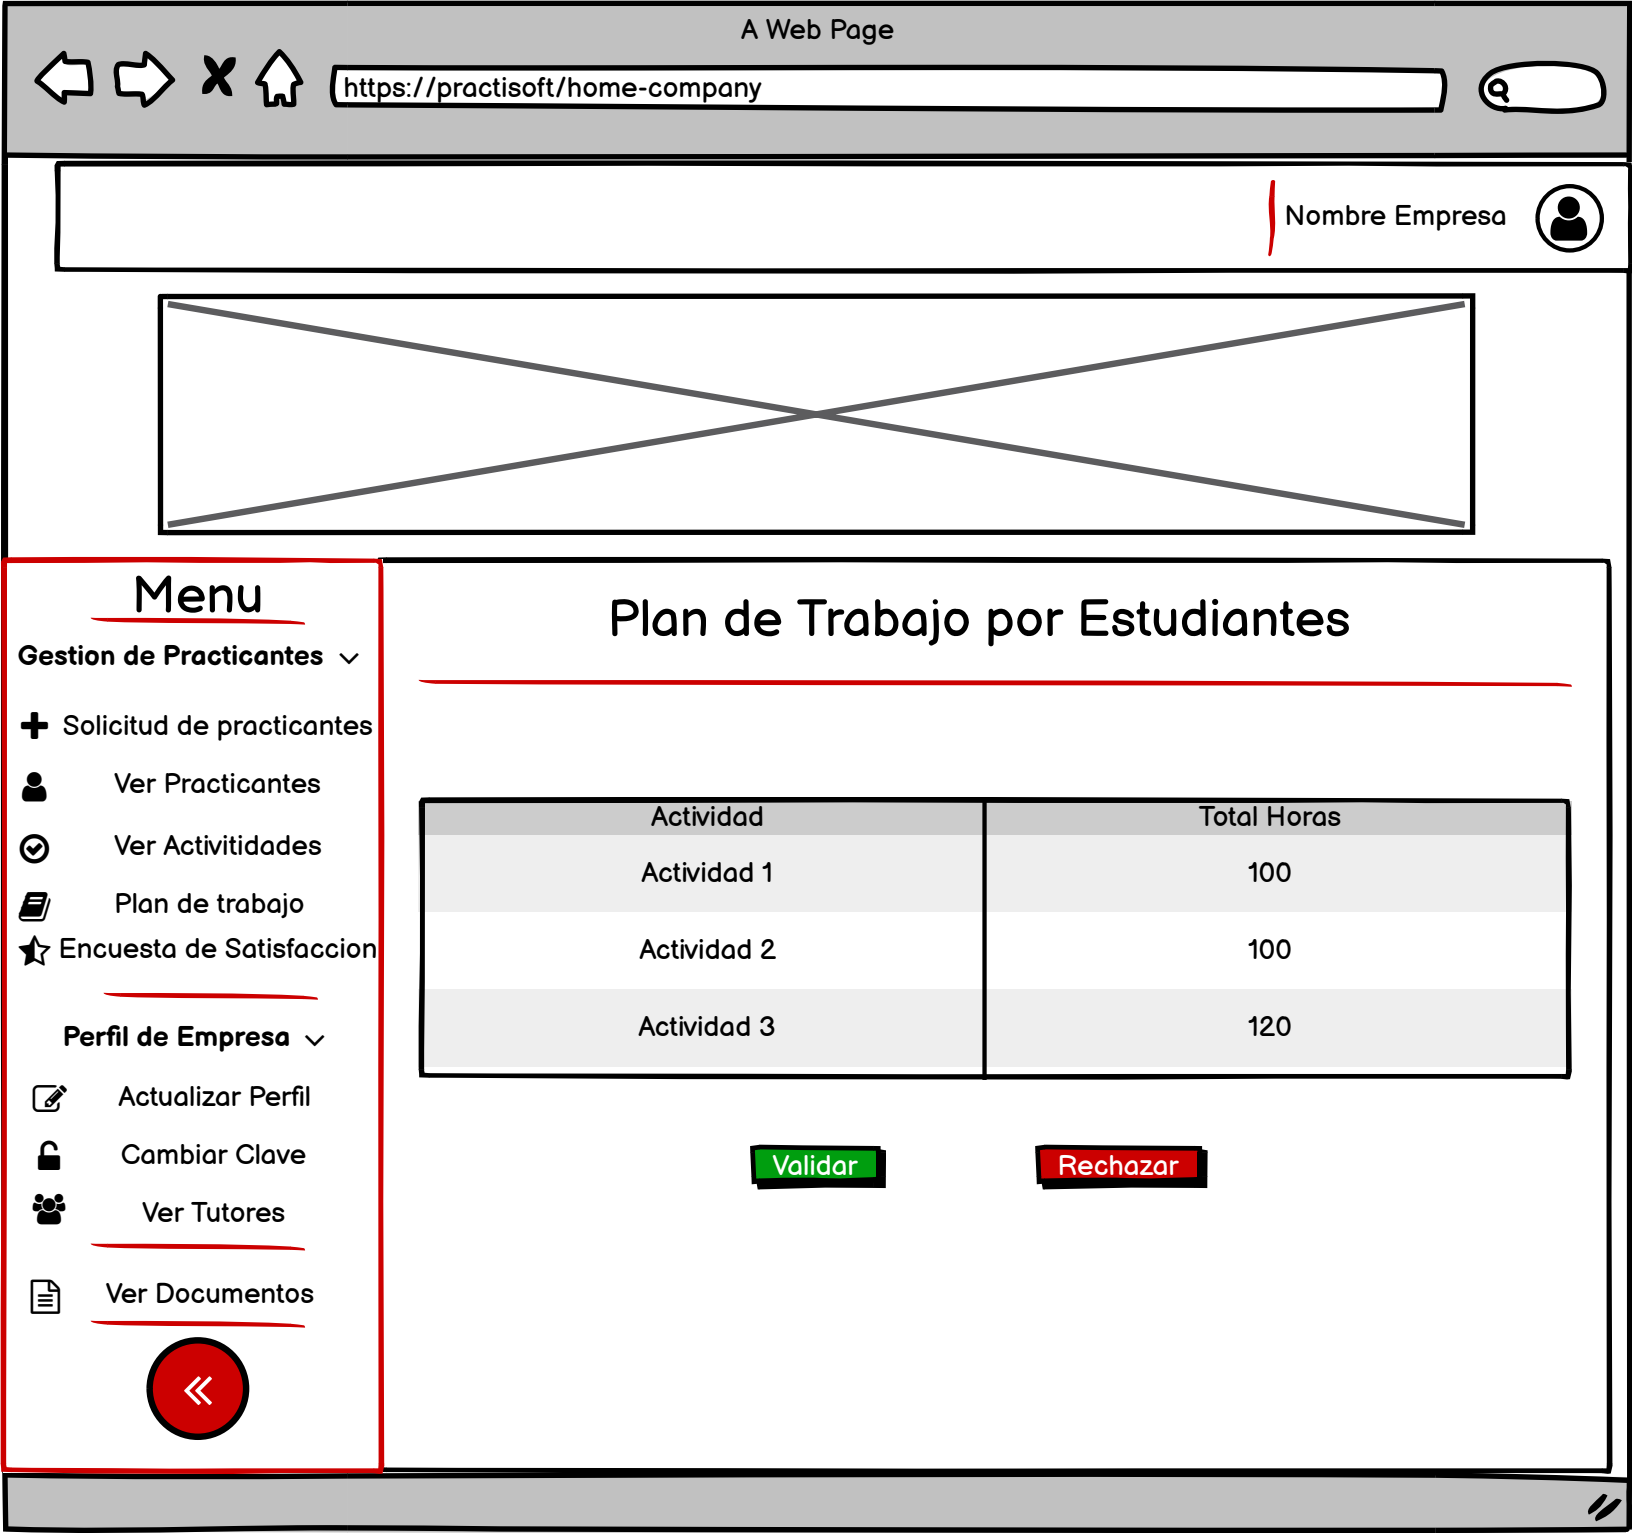 A Web Page
https://practisoft/home-company
Nombre Empresa
Menu
Gestion de Practicantes
Solicitud de practicantes
Ver Practicantes
Ver Activitidades
Plan de trabajo
Encuesta de Satisfaccion
Perfil de Empresa
Actualizar Perfil
Cambiar Clave
Ver Tutores
Ver Documentos
Plan de Trabajo por Estudiantes
Actividad Total Horas
Actividad 1 100
Actividad 2 100
Actividad 3 120
Validar Rechazar